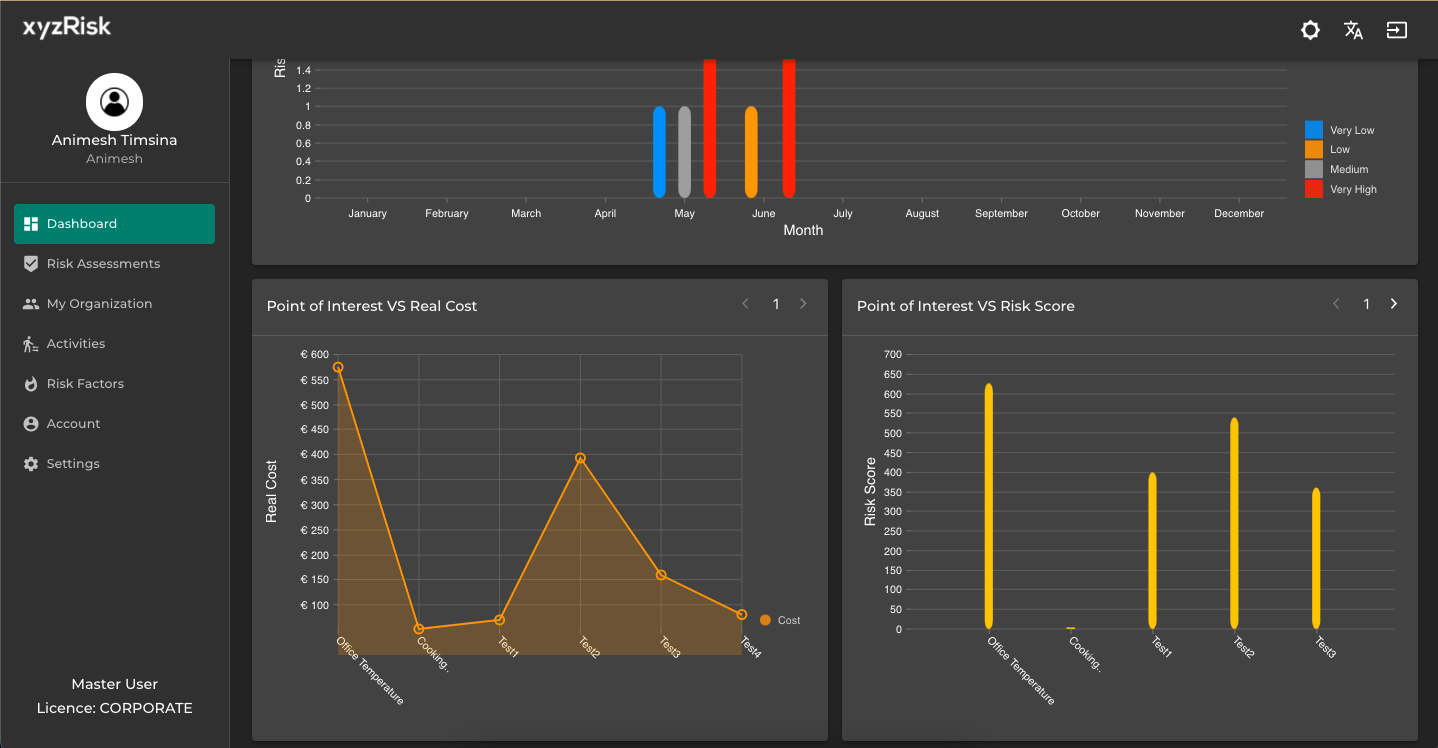 xyzRisk
Animesh Timsina
Animesh
Dashboard
Risk Assessments
My Organization
Activities
Risk Factors
Account
Settings
Master User
Licence: CORPORATE
1.4
1.2
1
0.8
0.6
0.4
0.2
0
January February March April May June July August September October November December
Month
Very Low
Low
Medium
Very High
Point of Interest VS Real Cost
1
€ 600
€ 550
€ 500
€ 450
€ 400
€ 350
€ 300
€ 250
€ 200
€ 150
€ 100
Real Cost
Office Temperature
Cooking..
Test1
Test2
Test3
Test4
Cost
Point of Interest VS Risk Score
1
700
650
600
550
500
450
400
350
300
250
200
150
100
50
0
Risk Score
Office Temperature
Cooking..
Test1
Test2
Test3